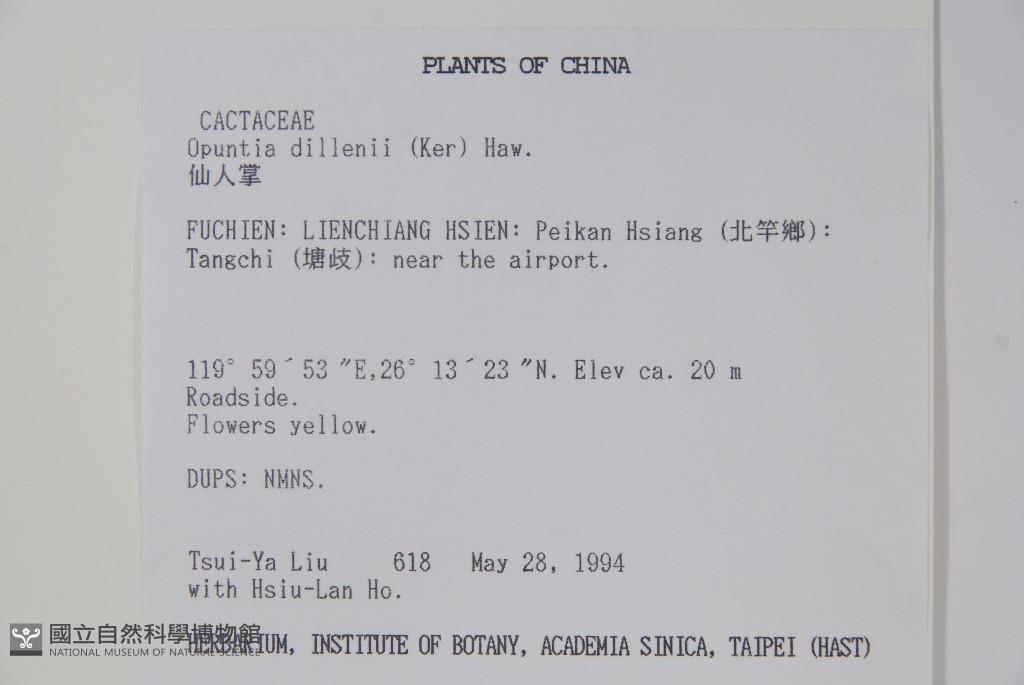 PLANTS OF CHINA
CACTACEAE
Opuntia dillenii (Ker) Haw.
仙人掌
FUCHIEN: LIENCHIANG HSIEN: Peikan Hsiang (北竿鄉):
Tangchi (塘歧): near the airport.
119° 59´53 ″E,26° 13´23 ″N. Elev ca. 20 m
Roadside.
Flowers yellow.
DUPS: NMNS.
Tsui-Ya Liu 618 May 28, 1994
with Hsiu-Lan Ho.
HERBARIUM, INSTITUTE OF BOTANY, ACADEMIA SINICA, TAIPEI (HAST)
國立自然科學博物館
NATIONAL MUSEUM OF NATURAL SCIENCE